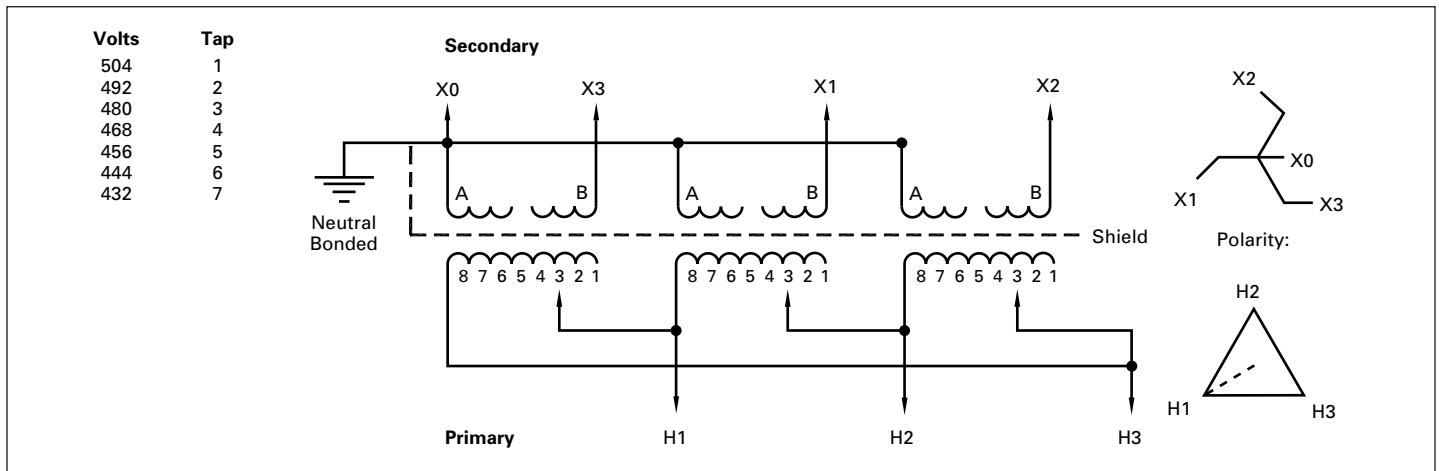 Volts Tap
504 1
492 2
480 3
468 4
456 5
444 6
432 7
Secondary
X0 X3 X1 X2
A B A B A B
Neutral
Bonded
Shield
8 7 6 5 4 3 2 1 8 7 6 5 4 3 2 1 8 7 6 5 4 3 2 1
Primary H1 H2 H3
X2
X0
X1 X3
Polarity:
H2
H1 H3